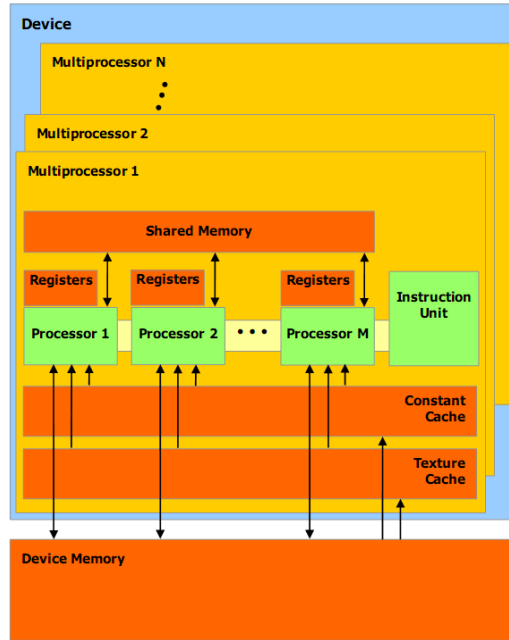 Device
Multiprocessor N
Multiprocessor 2
Multiprocessor 1
Shared Memory
Registers
Registers
Registers
Processor 1
Processor 2
Processor M
Instruction
Unit
Constant
Cache
Texture
Cache
Device Memory